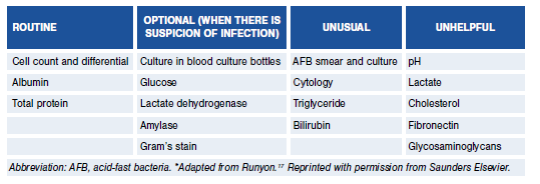 ROUTINE
OPTIONAL (WHEN THERE IS
SUSPICION OF INFECTION)
UNUSUAL
UNHELPFUL
Cell count and differential Culture in blood culture bottles AFB smear and culture pH
Albumin Glucose Cytology Lactate
Total protein Lactate dehydrogenase Triglyceride Cholesterol
Amylase Bilirubin Fibronectin
Gram's stain Glycosaminoglycans
Abbreviation: AFB, acid-fast bacteria. *Adapted from Runyon.³⁷ Reprinted with permission from Saunders Elsevier.